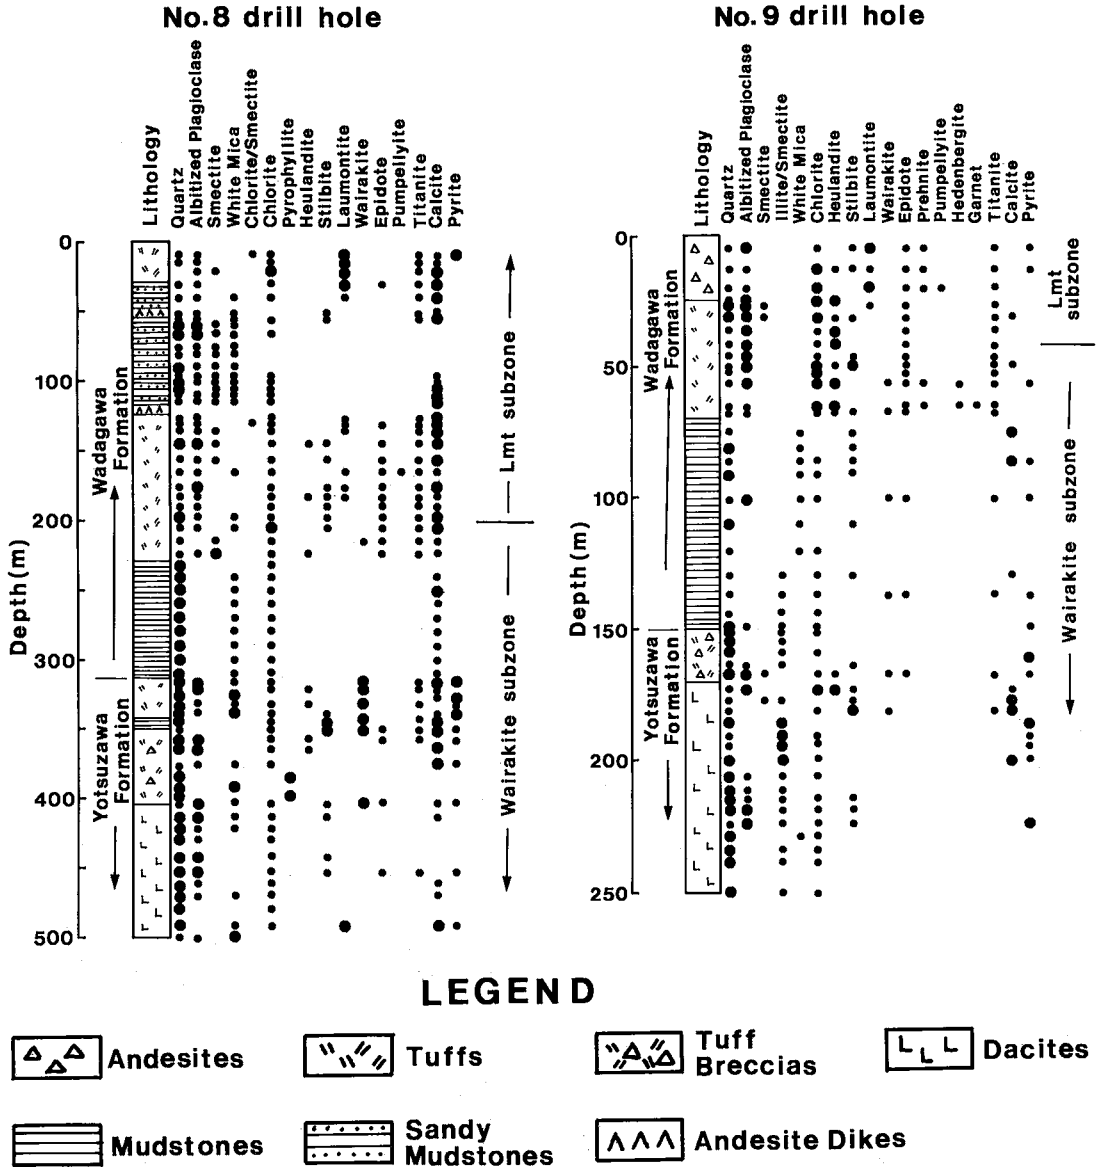 No.8 drill hole
Lithology
Quartz
Albitized Plagioclase
Smectite
White Mica
Chlorite/Smectite
Chlorite
Pyrophyllite
Heulandite
Stilbite
Laumontite
Wairakite
Epidote
Pumpellyite
Titanite
Calcite
Pyrite
Depth(m)
0
100
200
300
400
500
Wadagawa
Formation
Yotsuzawa
Formation
Lmt subzone
Wairakite subzone
No.9 drill hole
Lithology
Quartz
Albitized Plagioclase
Smectite
Illite/Smectite
White Mica
Chlorite
Heulandite
Stilbite
Laumontite
Wairakite
Epidote
Prehnite
Pumpellyite
Hedenbergite
Garnet
Titanite
Calcite
Pyrite
Depth(m)
0
50
100
150
200
250
Wadagawa
Formation
Yotsuzawa
Formation
Lmt
subzone
Wairakite subzone
LEGEND
Andesites
Tuffs
Tuff
Breccias
Dacites
Mudstones
Sandy
Mudstones
Andesite Dikes